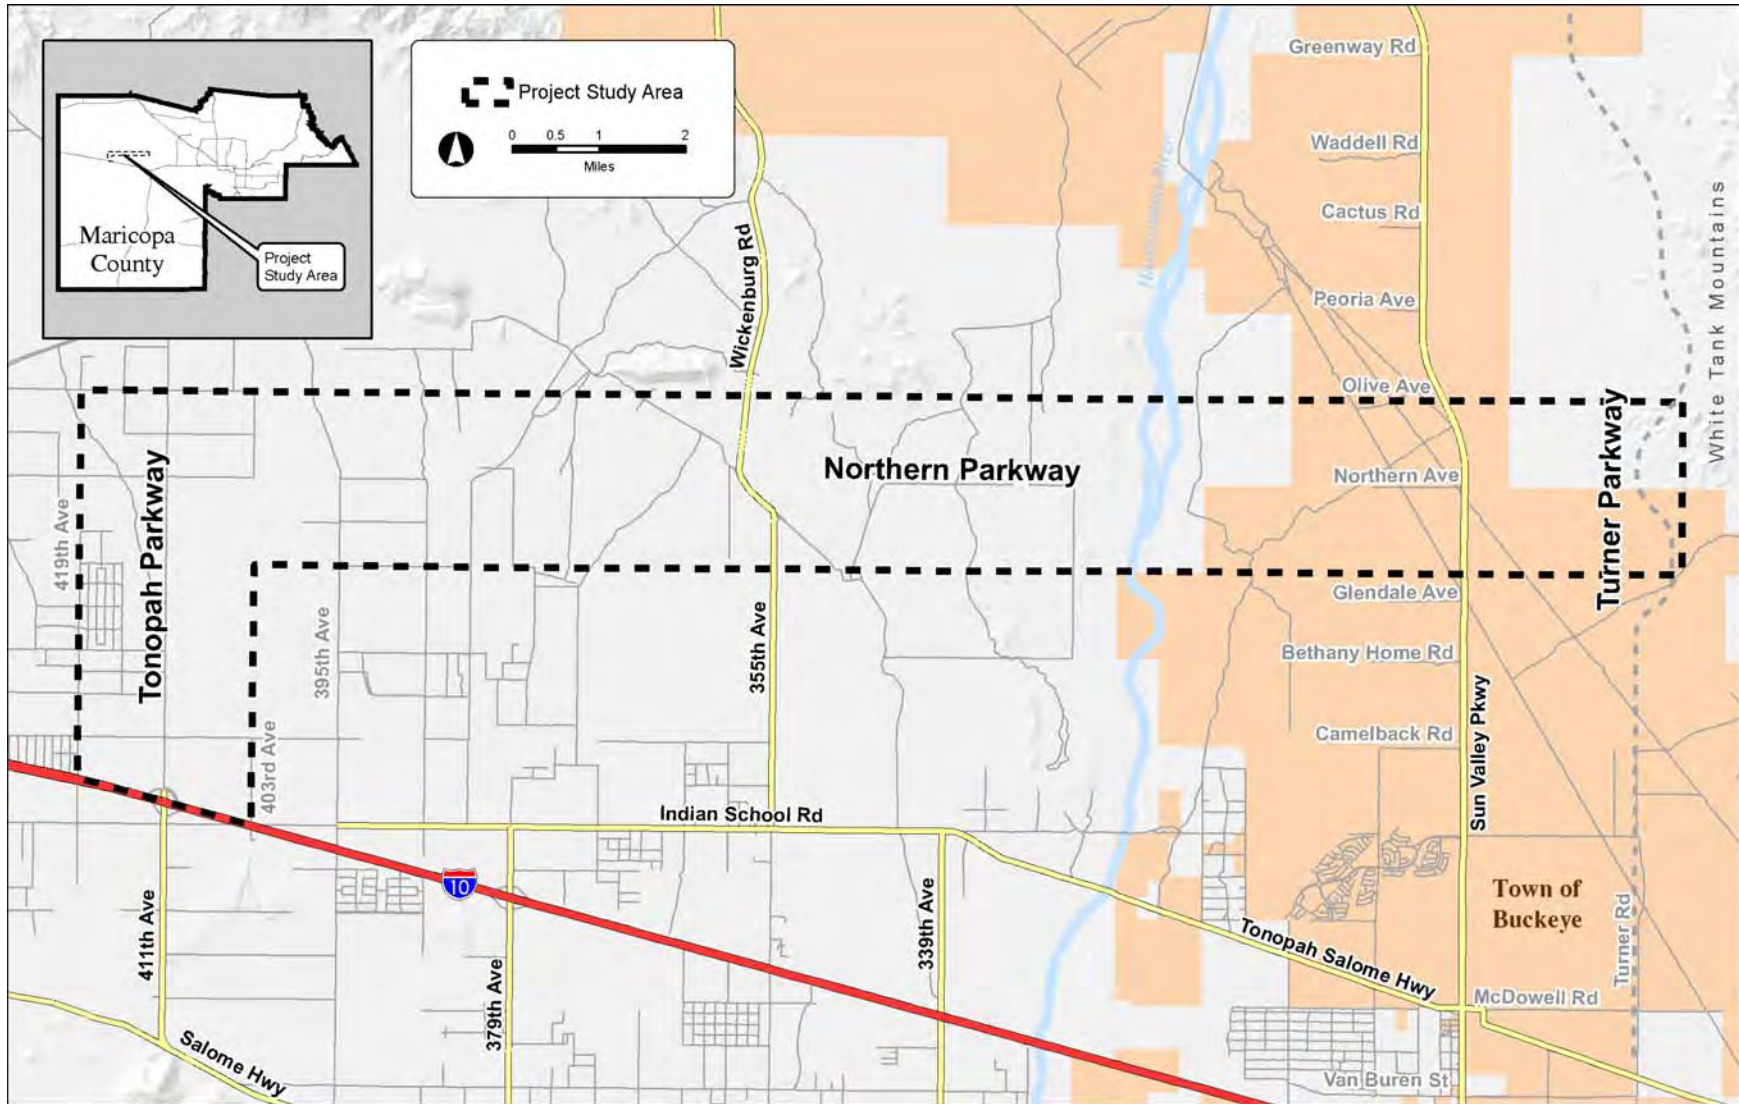 Maricopa
County
Project
Study Area
Project Study Area
0 0.5 1 2
Miles
Greenway Rd
Waddell Rd
Cactus Rd
Peoria Ave
Olive Ave
Northern Ave
Glendale Ave
Bethany Home Rd
Camelback Rd
White Tank Mountains
Wickenburg Rd
Northern Parkway
Turner Parkway
Tonopah Parkway
419th Ave
395th Ave
403rd Ave
355th Ave
Sun Valley Pkwy
Indian School Rd
10
411th Ave
379th Ave
339th Ave
Town of
Buckeye
Turner Rd
Tonopah Salome Hwy
McDowell Rd
Salome Hwy
Van Buren St